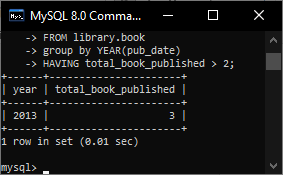 MySQL 8.0 Comma...
    -> FROM library.book
    -> group by YEAR(pub_date)
    -> HAVING total_book_published > 2;
+------+----------------------+
| year | total_book_published |
+------+----------------------+
| 2013 |                    3 |
+------+----------------------+
1 row in set (0.01 sec)
mysql>